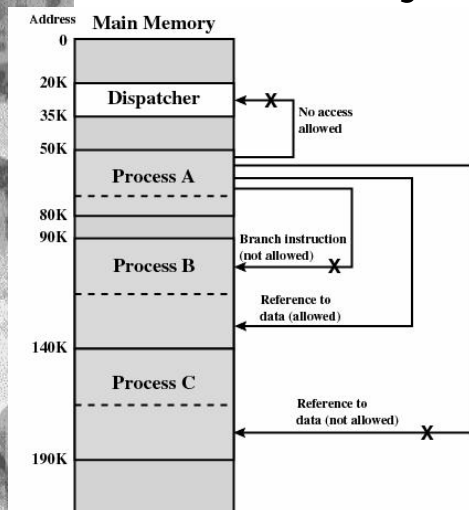 Address Main Memory
0
20K
Dispatcher
35K
No access
allowed
50K
Process A
80K
90K
Branch instruction
(not allowed)
Process B
Reference to
data (allowed)
140K
Process C
Reference to
data (not allowed)
190K
X
X
X